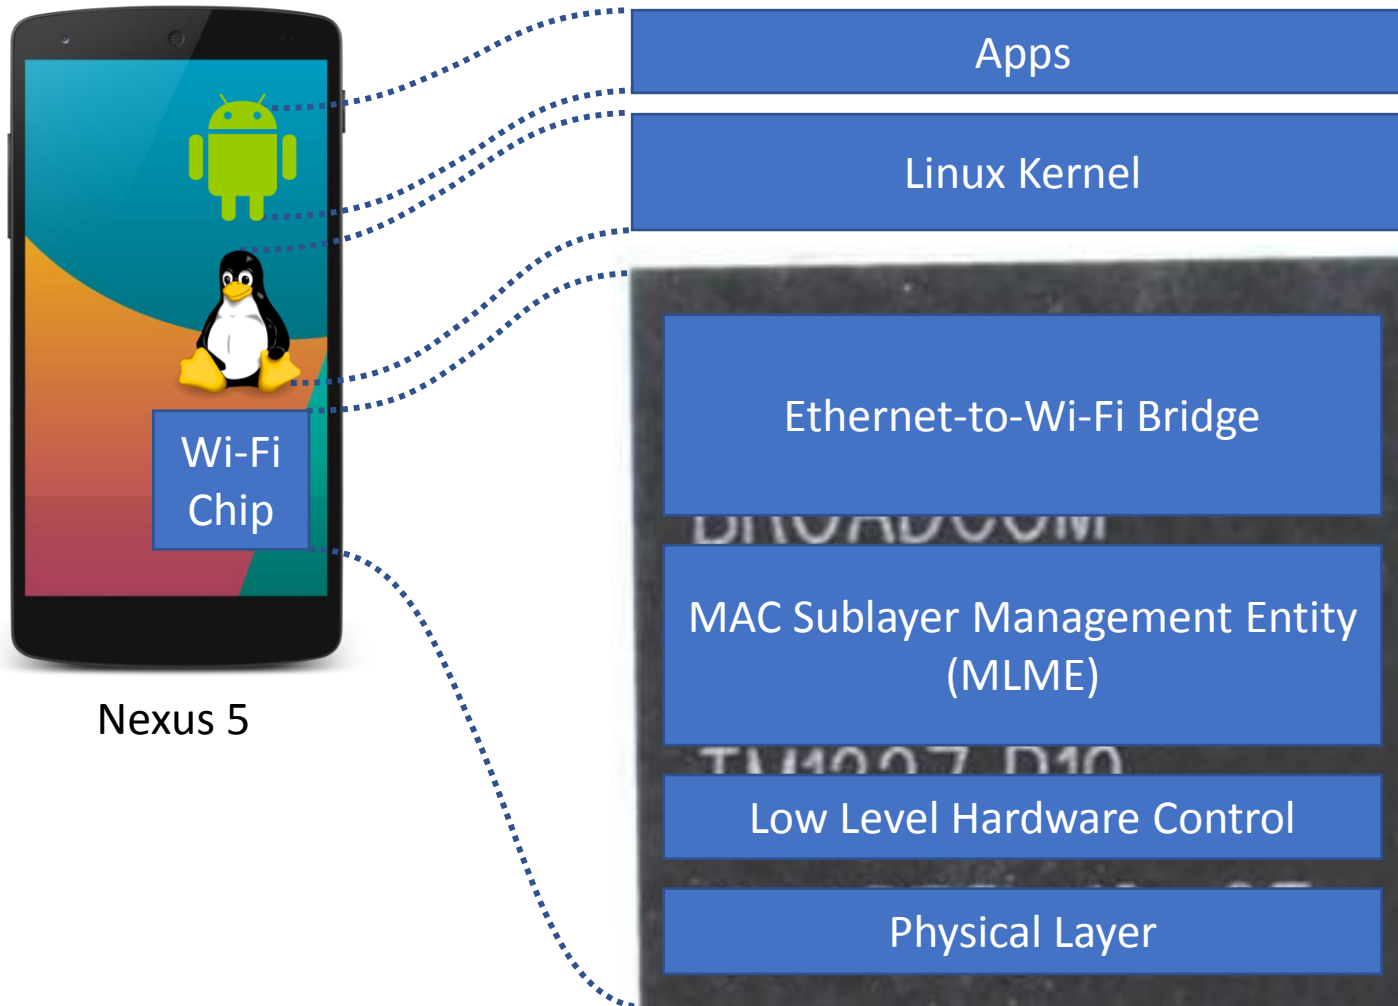 Apps
Linux Kernel
Ethernet-to-Wi-Fi Bridge
Wi-Fi
Chip
BROADCOM
MAC Sublayer Management Entity
(MLME)
Nexus 5
Low Level Hardware Control
Physical Layer